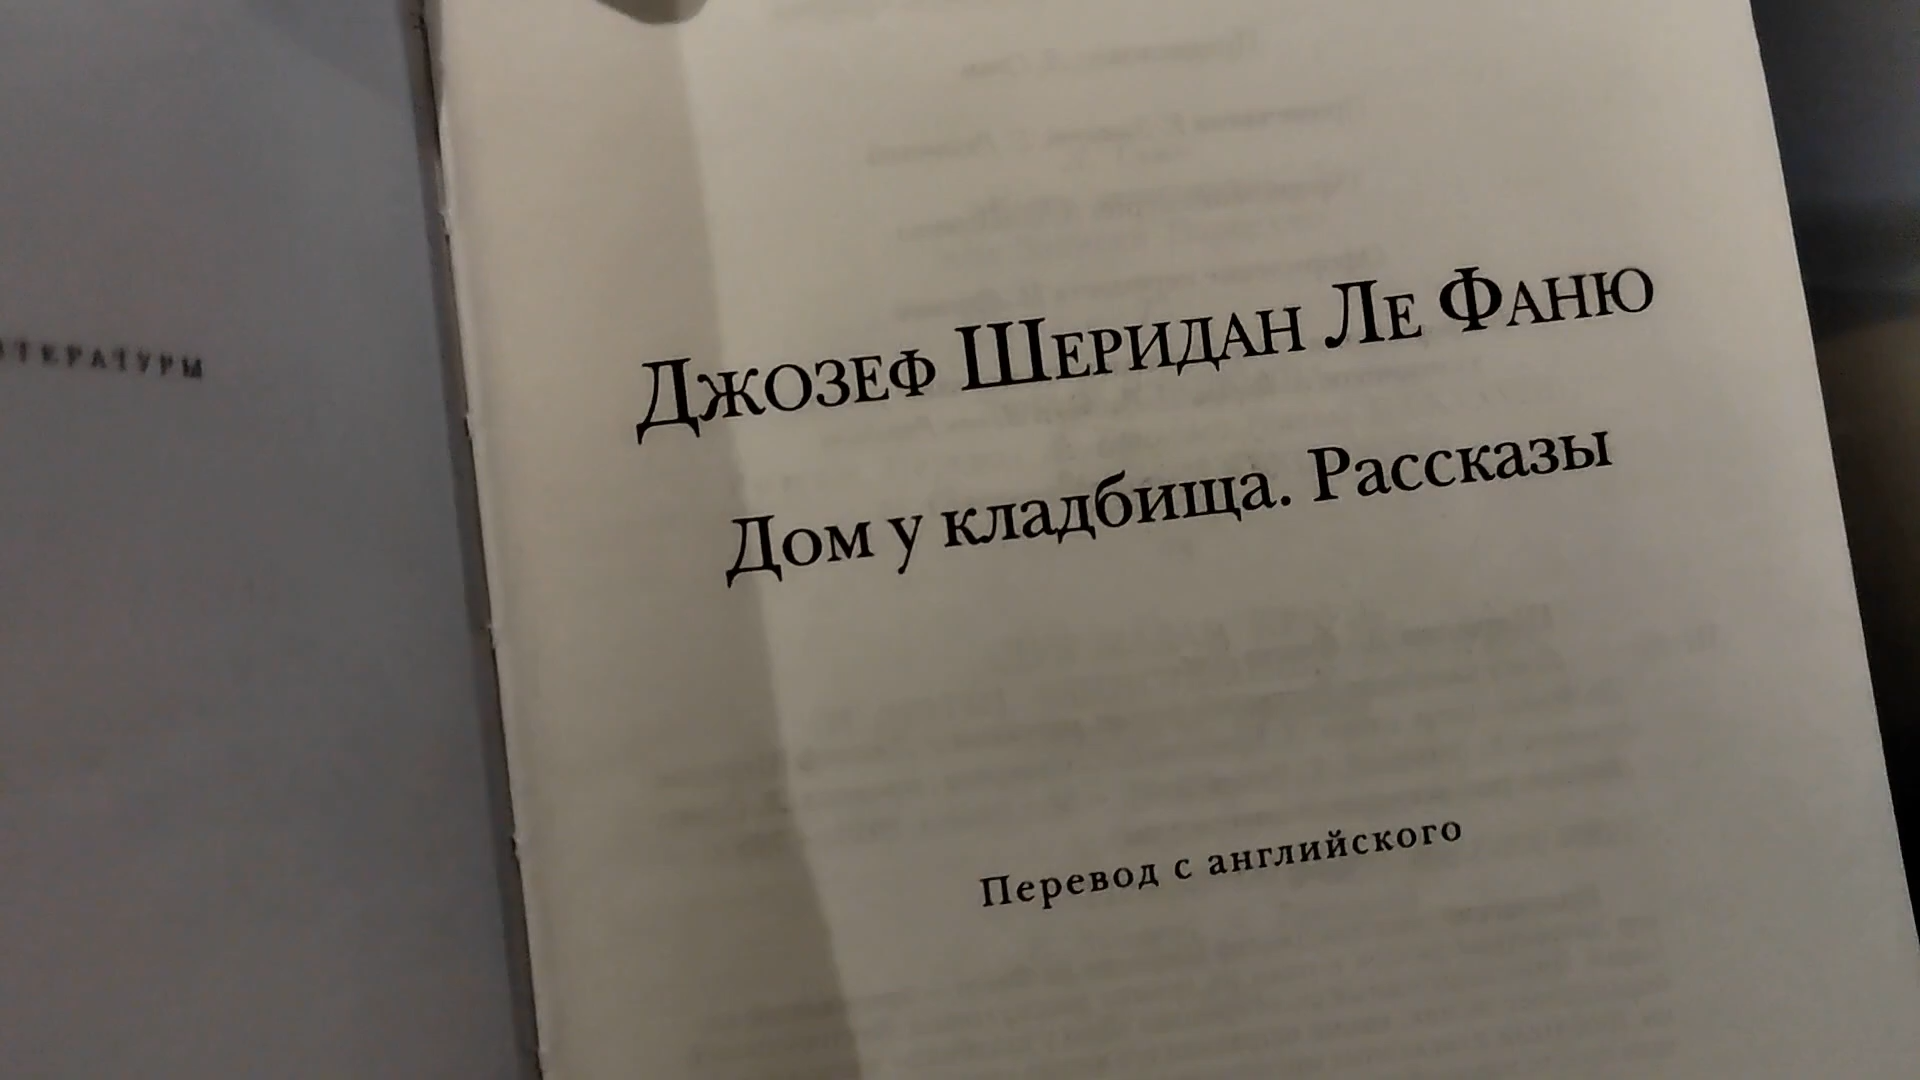 Джозеф Шеридан Ле Фаню
Дом у кладбища. Рассказы
Перевод с английского